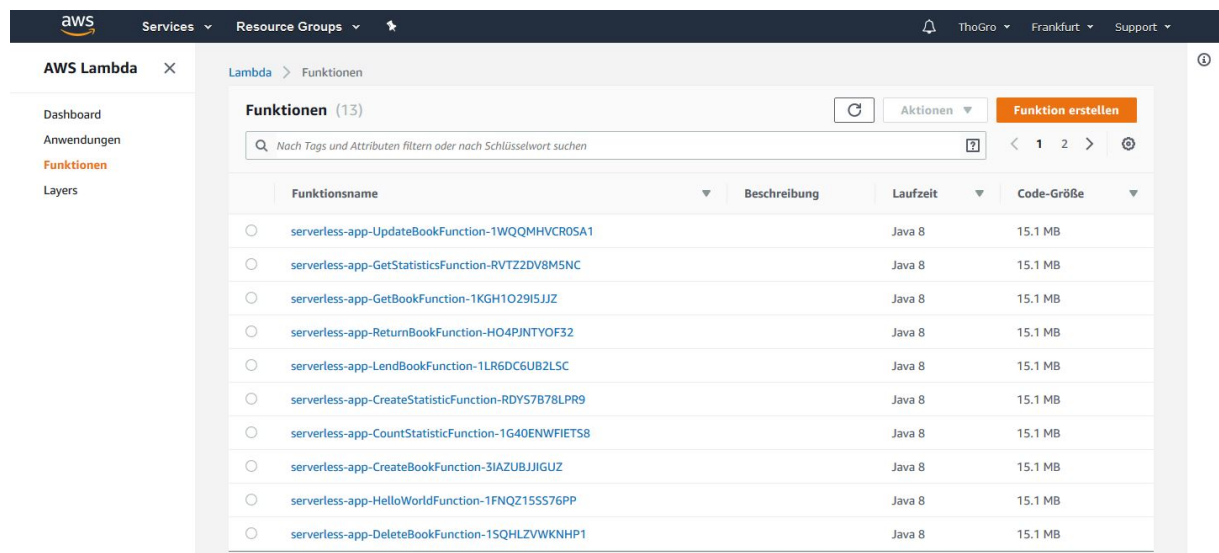 aws Services Resource Groups ThoGro Frankfurt Support
AWS Lambda
Dashboard
Anwendungen
Funktionen
Layers
Lambda > Funktionen
Funktionen (13) Aktionen Funktion erstellen
Nach Tags und Attributen filtern oder nach Schlüsselwort suchen ? < 1 2 >
Funktionsname Beschreibung Laufzeit Code-Größe
serverless-app-UpdateBookFunction-1WQQMHVCR0SA1 Java 8 15.1 MB
serverless-app-GetStatisticsFunction-RVTZ2DV8M5NC Java 8 15.1 MB
serverless-app-GetBookFunction-1KGH1O29I5JJZ Java 8 15.1 MB
serverless-app-ReturnBookFunction-HO4PJNTYOF32 Java 8 15.1 MB
serverless-app-LendBookFunction-1LR6DC6UB2LSC Java 8 15.1 MB
serverless-app-CreateStatisticFunction-RDYS7B78LPR9 Java 8 15.1 MB
serverless-app-CountStatisticFunction-1G40ENWFIETS8 Java 8 15.1 MB
serverless-app-CreateBookFunction-3IAZUBJJIGUZ Java 8 15.1 MB
serverless-app-HelloWorldFunction-1FNQZ15SS76PP Java 8 15.1 MB
serverless-app-DeleteBookFunction-1SQHLZVWKNHP1 Java 8 15.1 MB